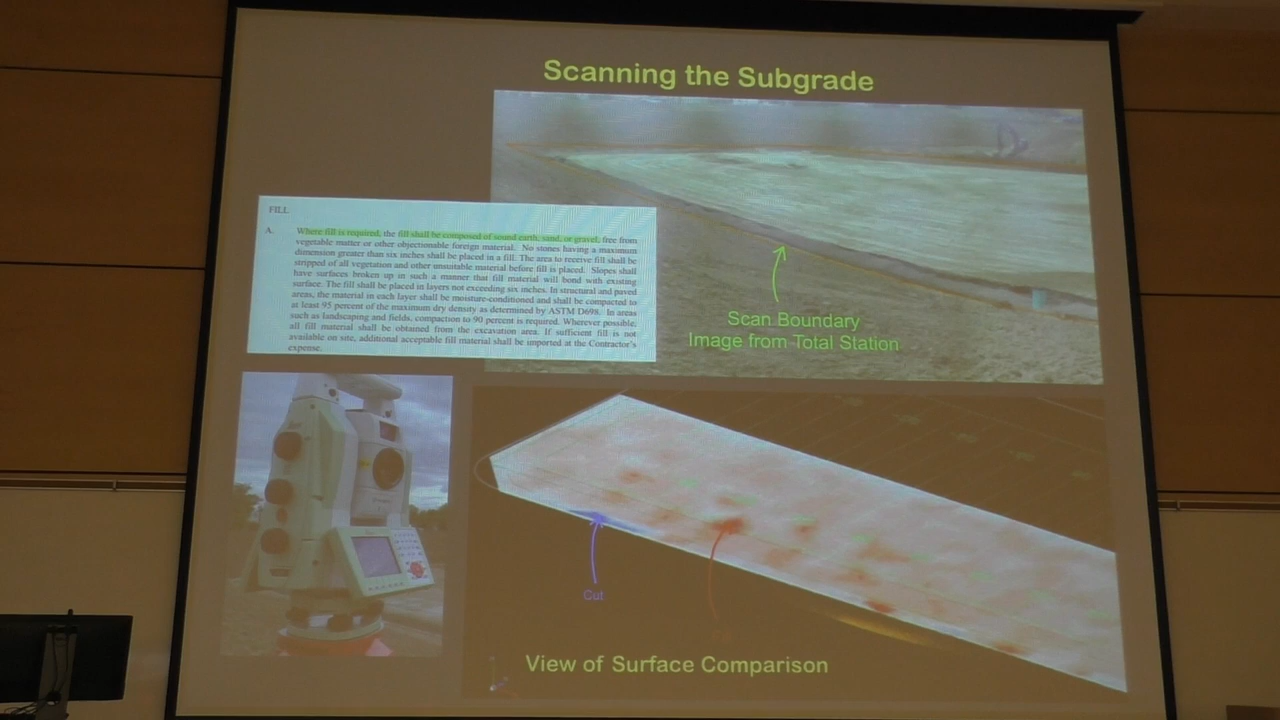 Scanning the Subgrade
FILL
A. Where fill is required, the fill shall be composed of sound earth, sand, or gravel, free from
vegetable matter or other objectionable foreign material. No stones having a maximum
dimension greater than six inches shall be placed in a fill. The area to receive fill shall be
stripped of all vegetation and other unsuitable material before fill is placed. Slopes shall
have surfaces broken up in such a manner that fill material will bond with existing
surface. The fill shall be placed in layers not exceeding six inches. In structural and paved
areas, the material in each layer shall be moisture-conditioned and shall be compacted to
at least 95 percent of the maximum dry density as determined by ASTM D698. In areas
such as landscaping and fields, compaction to 90 percent is required. Wherever possible,
all fill material shall be obtained from the excavation area. If sufficient fill is not
available on site, additional acceptable fill material shall be imported at the Contractor's
expense.
Scan Boundary
Image from Total Station
Cut
View of Surface Comparison